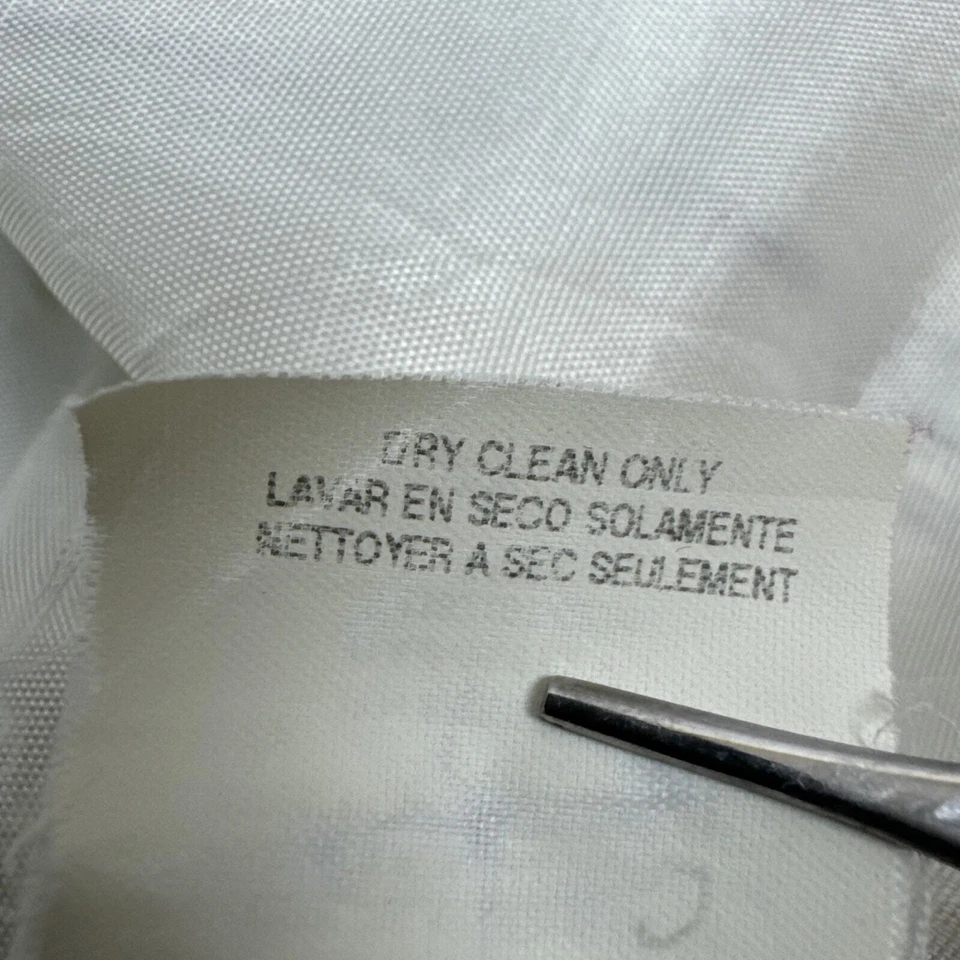 DRY CLEAN ONLY
LAVAR EN SECO SOLAMENTE
NETTOYER A SEC SEULEMENT